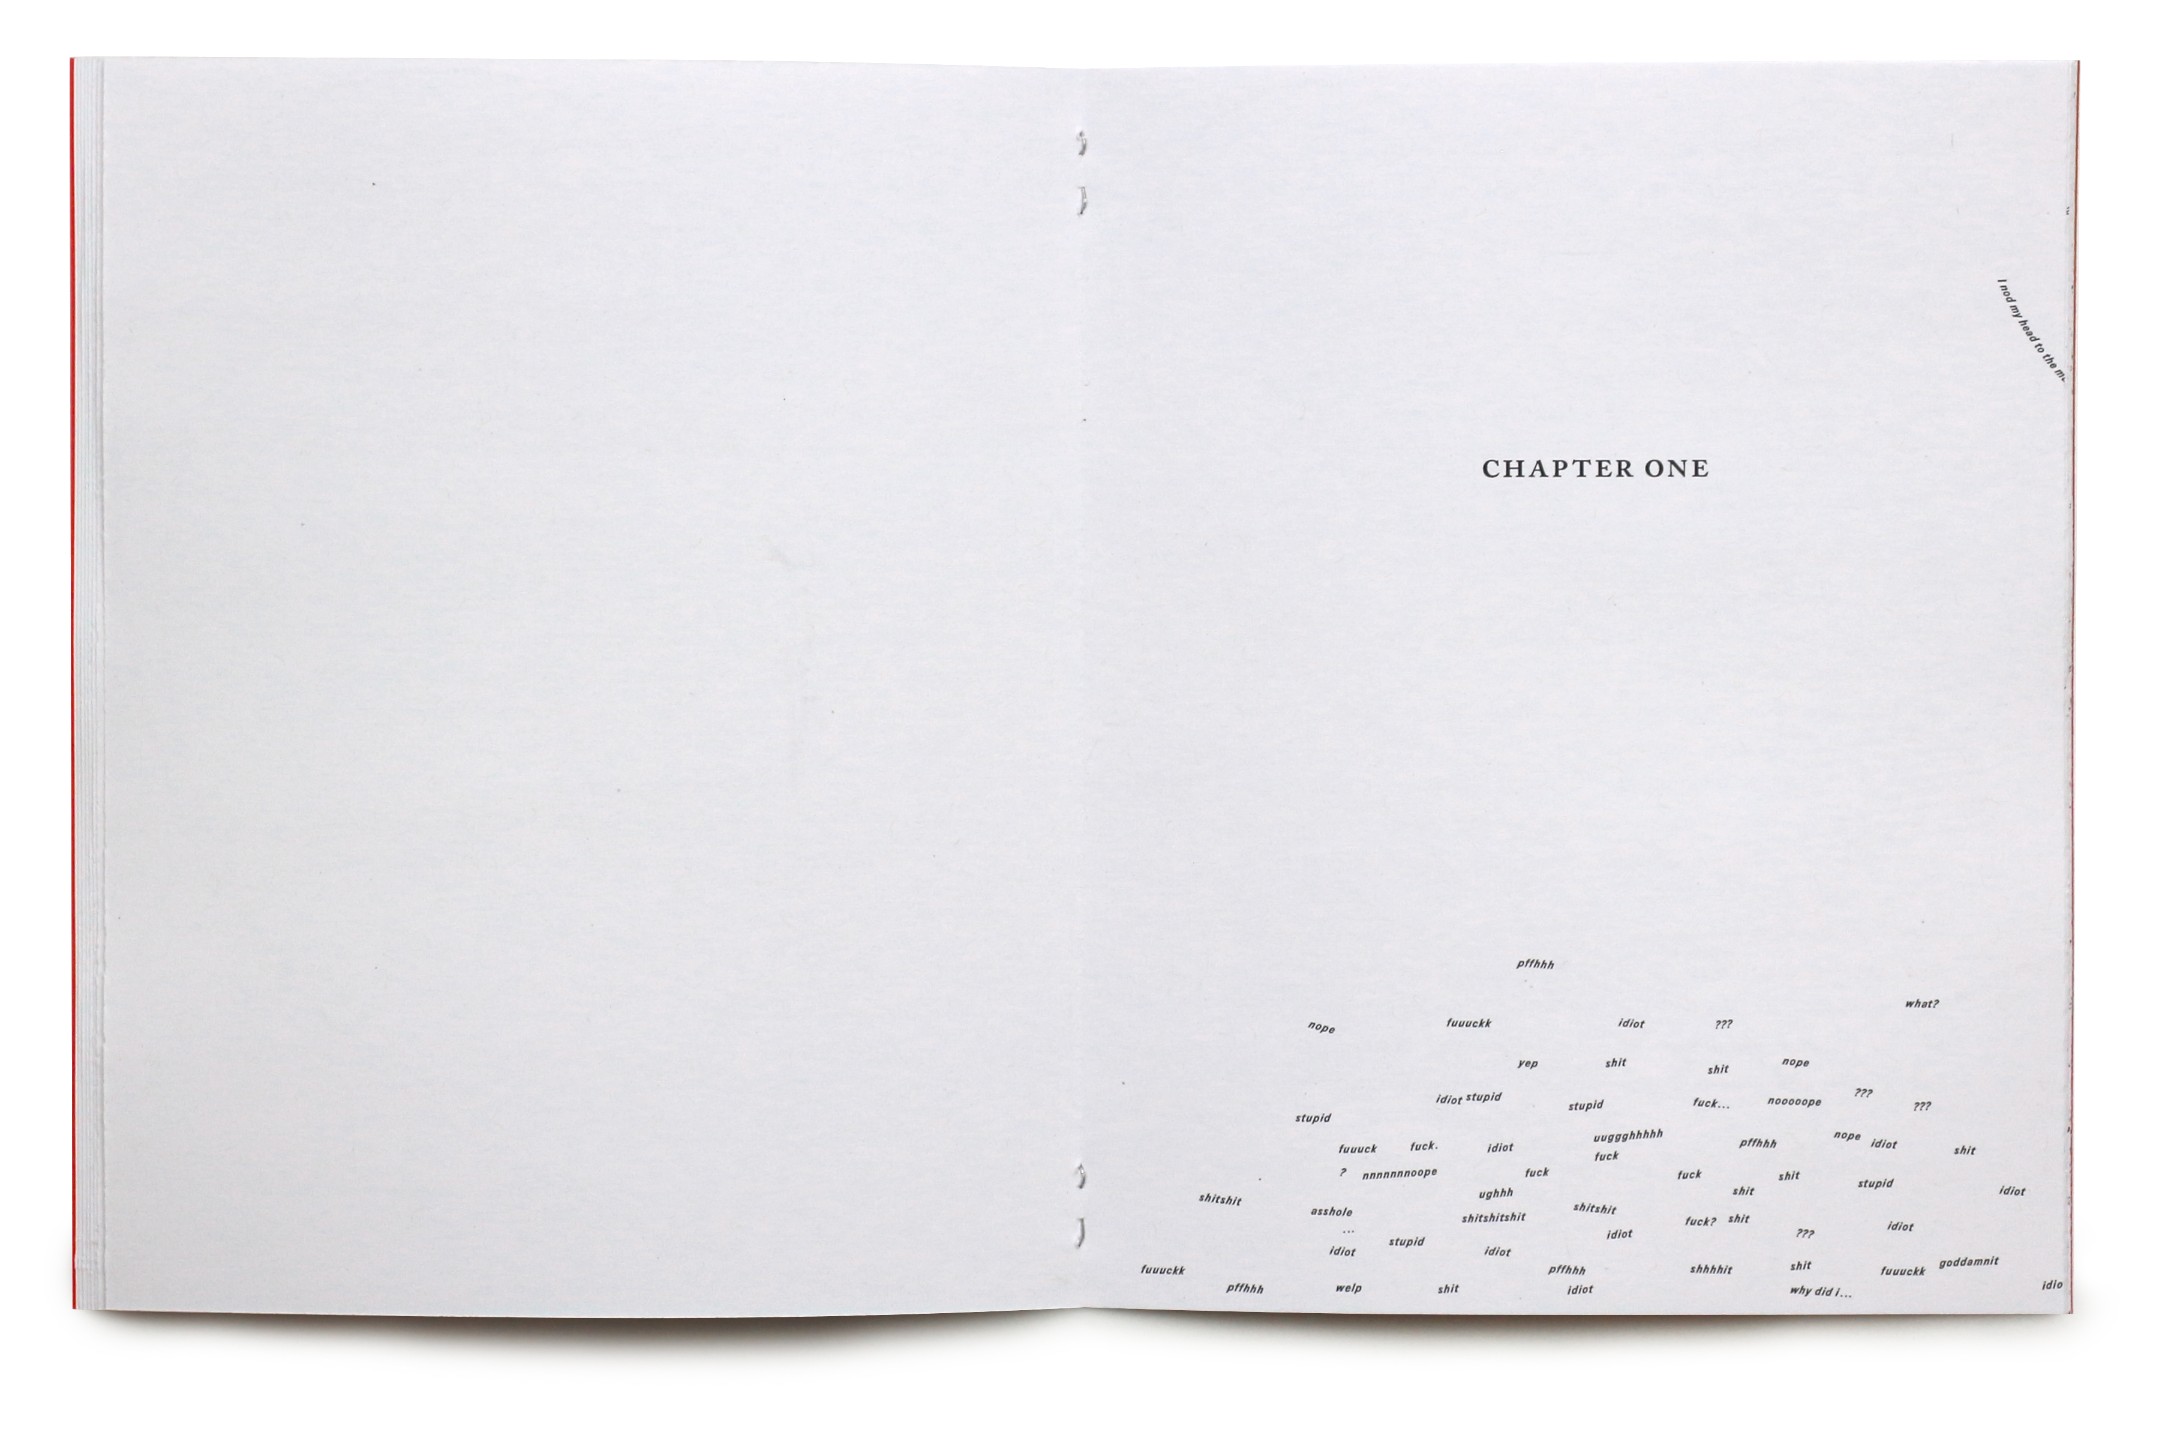 I nod my head to the
CHAPTER ONE
pffhhh
what?
nope fuuuckk idiot ???
yep shit shit nope
idiot stupid stupid fuck... nooooope ??? ???
stupid
fuuuck fuck. idiot uuggghhhhh pffhhh nope idiot shit
fuck
? nnnnnnnoope fuck fuck shit stupid
shitshit ughhh shit idiot
asshole shitshitshit shitshit fuck? shit
... idiot ??? idiot
idiot stupid idiot
fuuuckk pffhhh shhhhit shit fuuuckk goddamnit
pffhhh welp shit idiot why did i... idio